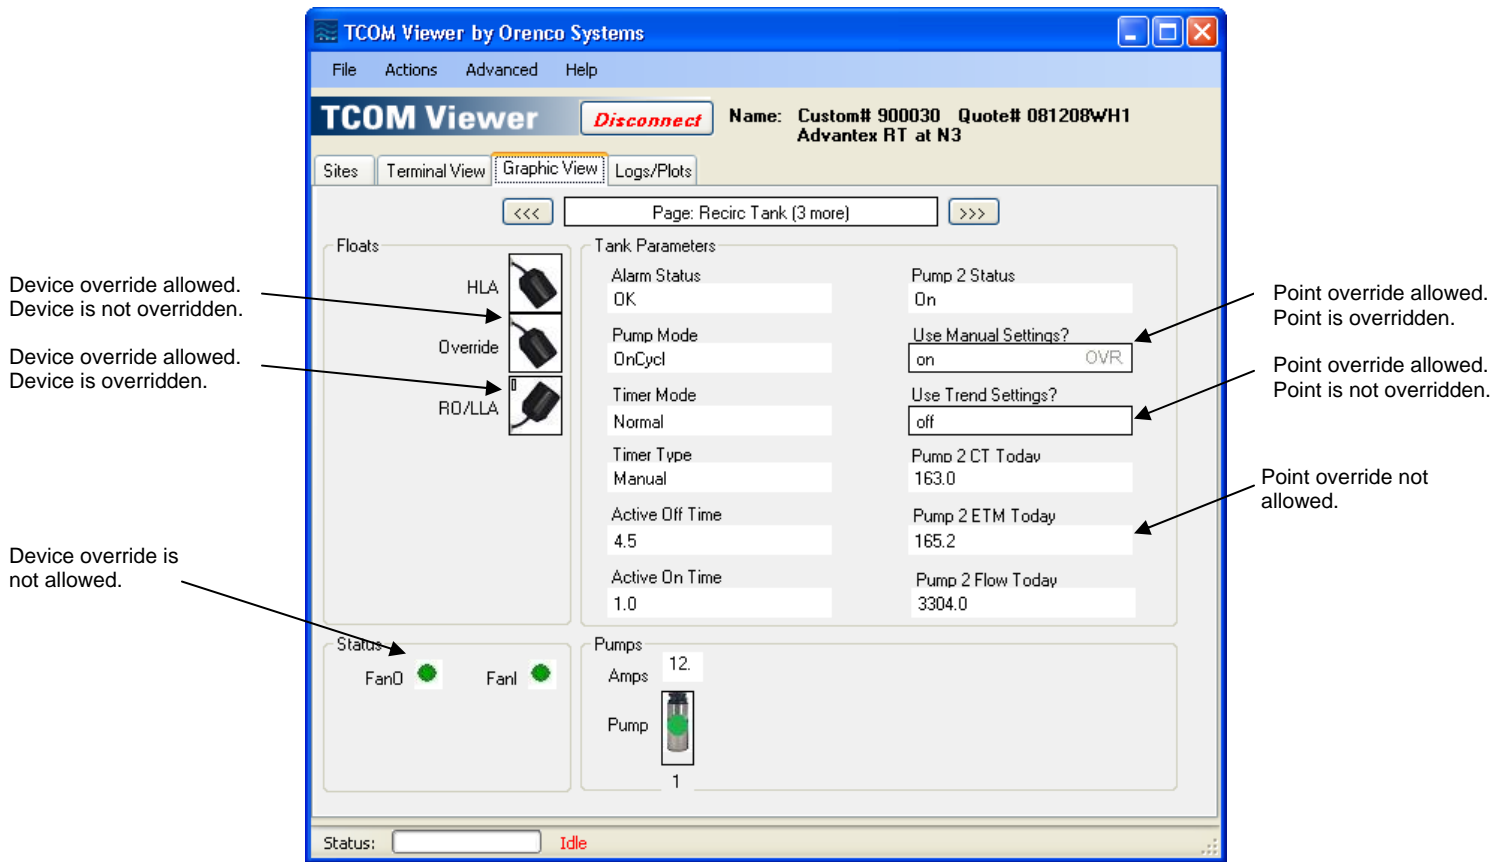 TCOM Viewer by Orenco Systems
File Actions Advanced Help
TCOM Viewer
Disconnect
Name: Custom# 900030 Quote# 081208WH1
Advantex RT at N3
Sites Terminal View Graphic View Logs/Plots
<<< Page: Recirc Tank (3 more) >>>
Floats
HLA
Override
RO/LLA
Tank Parameters
Alarm Status
OK
Pump Mode
OnCycl
Timer Mode
Normal
Timer Type
Manual
Active Off Time
4.5
Active On Time
1.0
Pump 2 Status
On
Use Manual Settings?
on OVR
Use Trend Settings?
off
Pump 2 CT Today
163.0
Pump 2 ETM Today
165.2
Pump 2 Flow Today
3304.0
Status
FanO FanI
Pumps
Amps 12.
Pump
1
Status: Idle
Device override allowed.
Device is not overridden.
Device override allowed.
Device is overridden.
Device override is
not allowed.
Point override allowed.
Point is overridden.
Point override allowed.
Point is not overridden.
Point override not
allowed.